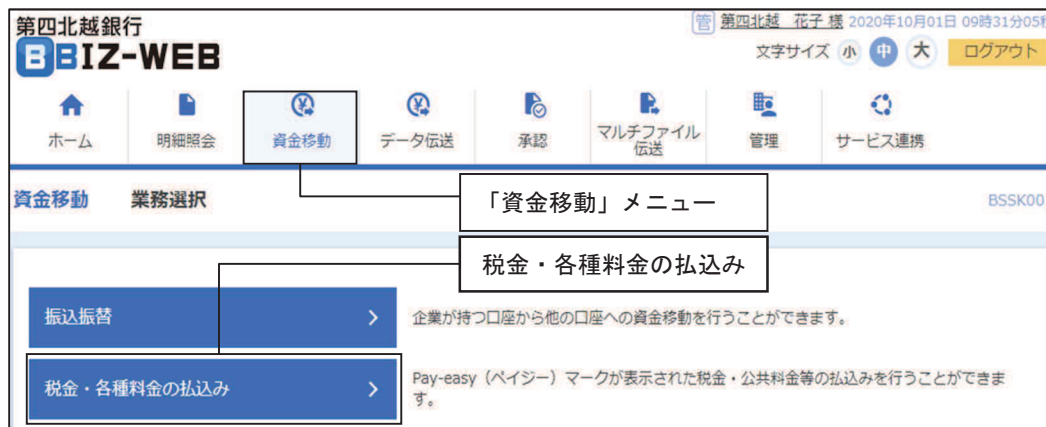 第四北越銀行
管 第四北越 花子 様 2020年10月01日 09時31分05秒
BBIZ-WEB
文字サイズ 小 中 大 ログアウト
ホーム
明細照会
資金移動
データ伝送
承認
マルチファイル
伝送
管理
サービス連携
資金移動 業務選択
「資金移動」メニュー
BSSK00
税金・各種料金の払込み
振込振替
企業が持つ口座から他の口座への資金移動を行うことができます。
税金・各種料金の払込み
Pay-easy（ペイジー）マークが表示された税金・公共料金等の払込みを行うことができま
す。